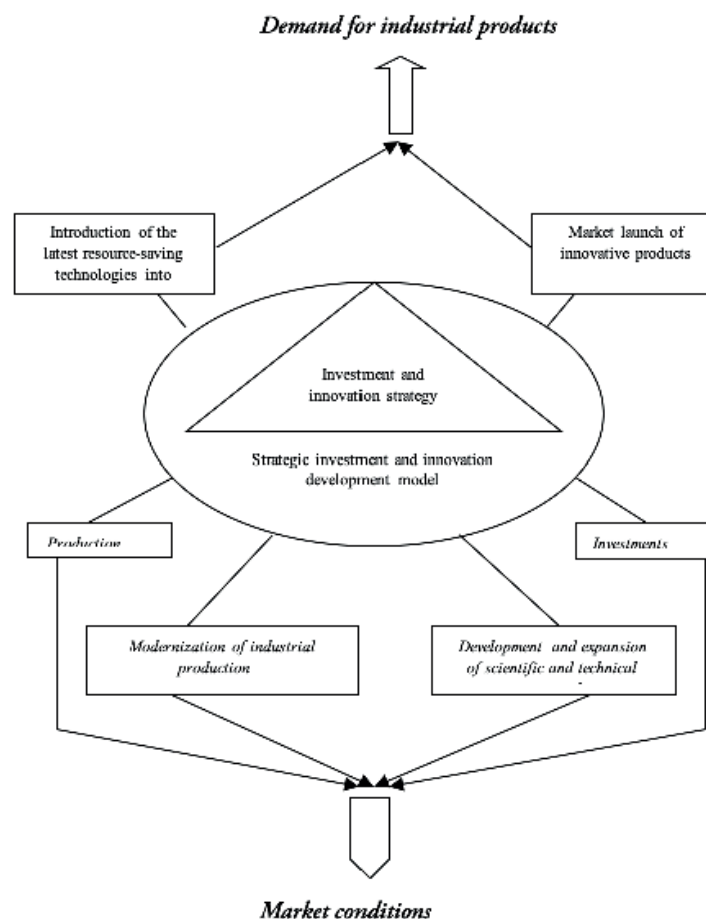 Demand for industrial products
Introduction of the
latest resource-saving
technologies into
Market launch of
innovative products
Investment and
innovation strategy
Strategic investment and innovation
development model
Production
Investments
Modernization of industrial
production
Development and expansion
of scientific and technical
Market conditions